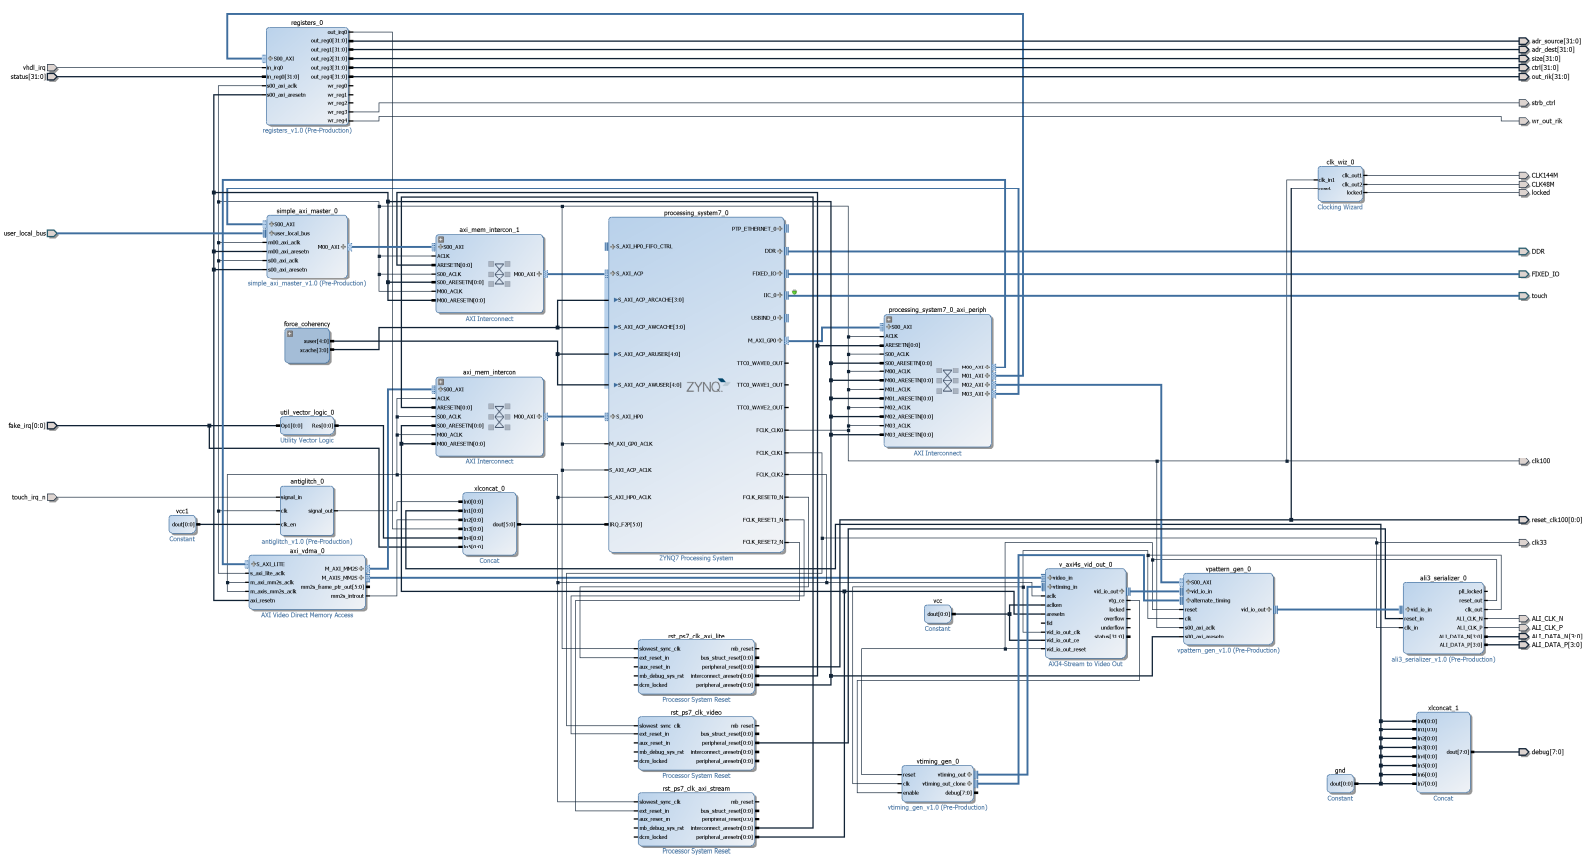 registers_0
out_irq0
out_reg0[31:0]
out_reg1[31:0]
S00_AXI
out_reg2[31:0]
in_irq0
out_reg3[31:0]
in_reg0[31:0]
out_reg4[31:0]
s00_axi_aclk
wr_reg0
s00_axi_aresetn
wr_reg1
wr_reg2
wr_reg3
wr_reg4
registers_v1.0 (Pre-Production)
vhdl_irq
status[31:0]
adr_source[31:0]
adr_dest[31:0]
size[31:0]
ctrl[31:0]
out_rik[31:0]
strb_ctrl
wr_out_rik
clk_wiz_0
clk_in1
clk_out1
clk_out2
locked
Clocking Wizard
CLK144M
CLK48M
locked
simple_axi_master_0
S00_AXI
user_local_bus
m00_axi_aclk
M00_AXI
m00_axi_aresetn
s00_axi_aclk
s00_axi_aresetn
simple_axi_master_v1.0 (Pre-Production)
user_local_bus
axi_mem_intercon_1
S00_AXI
ACLK
ARESETN[0:0]
S00_ACLK
M00_AXI
S00_ARESETN[0:0]
M00_ACLK
M00_ARESETN[0:0]
AXI Interconnect
force_coherency
auser[4:0]
xcache[3:0]
axi_mem_intercon
S00_AXI
ACLK
ARESETN[0:0]
S00_ACLK
M00_AXI
S00_ARESETN[0:0]
M00_ACLK
M00_ARESETN[0:0]
AXI Interconnect
processing_system7_0
PTP_ETHERNET_0
S_AXI_HP0_FIFO_CTRL
DDR
S_AXI_ACP
FIXED_IO
IIC_0
S_AXI_ACP_ARCACHE[3:0]
USBIND_0
S_AXI_ACP_AWCACHE[3:0]
M_AXI_GP0
S_AXI_ACP_ARUSER[4:0]
TTC0_WAVE0_OUT
S_AXI_ACP_AWUSER[4:0]
ZYNQ
TTC0_WAVE1_OUT
TTC0_WAVE2_OUT
S_AXI_HP0
FCLK_CLK0
M_AXI_GP0_ACLK
FCLK_CLK1
S_AXI_ACP_ACLK
FCLK_CLK2
S_AXI_HP0_ACLK
FCLK_RESET0_N
IRQ_F2P[5:0]
FCLK_RESET1_N
FCLK_RESET2_N
ZYNQ7 Processing System
DDR
FIXED_IO
touch
processing_system7_0_axi_periph
S00_AXI
ACLK
ARESETN[0:0]
S00_ACLK
S00_ARESETN[0:0]
M00_ACLK
M00_AXI
M00_ARESETN[0:0]
M01_AXI
M01_ACLK
M02_AXI
M01_ARESETN[0:0]
M03_AXI
M02_ACLK
M02_ARESETN[0:0]
M03_ACLK
M03_ARESETN[0:0]
AXI Interconnect
fake_irq[0:0]
util_vector_logic_0
Op1[0:0]
Res[0:0]
Utility Vector Logic
touch_irq_n
antiglitch_0
signal_in
clk
signal_out
clk_en
antiglitch_v1.0 (Pre-Production)
vcc1
dout[0:0]
Constant
xlconcat_0
In0[0:0]
In1[0:0]
In2[0:0]
In3[0:0]
In4[0:0]
In5[0:0]
dout[5:0]
Concat
axi_vdma_0
S_AXI_LITE
M_AXI_MM2S
s_axi_lite_aclk
M_AXIS_MM2S
m_axi_mm2s_aclk
mm2s_frame_ptr_out[5:0]
m_axis_mm2s_aclk
mm2s_introut
axi_resetn
AXI Video Direct Memory Access
clk100
reset_clk100[0:0]
clk33
rst_ps7_clk_axi_lite
slowest_sync_clk
mb_reset
ext_reset_in
bus_struct_reset[0:0]
aux_reset_in
peripheral_reset[0:0]
mb_debug_sys_rst
interconnect_aresetn[0:0]
dcm_locked
peripheral_aresetn[0:0]
Processor System Reset
rst_ps7_clk_video
slowest_sync_clk
mb_reset
ext_reset_in
bus_struct_reset[0:0]
aux_reset_in
peripheral_reset[0:0]
mb_debug_sys_rst
interconnect_aresetn[0:0]
dcm_locked
peripheral_aresetn[0:0]
Processor System Reset
rst_ps7_clk_axi_stream
slowest_sync_clk
mb_reset
ext_reset_in
bus_struct_reset[0:0]
aux_reset_in
peripheral_reset[0:0]
mb_debug_sys_rst
interconnect_aresetn[0:0]
dcm_locked
peripheral_aresetn[0:0]
Processor System Reset
vcc
dout[0:0]
Constant
v_axi4s_vid_out_0
video_in
vtiming_in
vid_io_out
aclk
vtg_ce
aclken
locked
aresetn
overflow
fid
underflow
vid_io_out_clk
status[31:0]
vid_io_out_ce
vid_io_out_reset
AXI4-Stream to Video Out
vpattern_gen_0
S00_AXI
vid_io_in
alternate_timing
reset
vid_io_out
clk
s00_axi_aclk
s00_axi_aresetn
vpattern_gen_v1.0 (Pre-Production)
ali3_serializer_0
pll_locked
reset_out
clk_out
vid_io_in
ALI_CLK_N
reset_in
ALI_CLK_P
clk_in
ALI_DATA_N[3:0]
ALI_DATA_P[3:0]
ali3_serializer_v1.0 (Pre-Production)
ALI_CLK_N
ALI_CLK_P
ALI_DATA_N[3:0]
ALI_DATA_P[3:0]
vtiming_gen_0
reset
vtiming_out
clk
vtiming_out_clone
enable
debug[7:0]
vtiming_gen_v1.0 (Pre-Production)
gnd
dout[0:0]
Constant
xlconcat_1
In0[0:0]
In1[0:0]
In2[0:0]
In3[0:0]
In4[0:0]
In5[0:0]
In6[0:0]
In7[0:0]
dout[7:0]
Concat
debug[7:0]